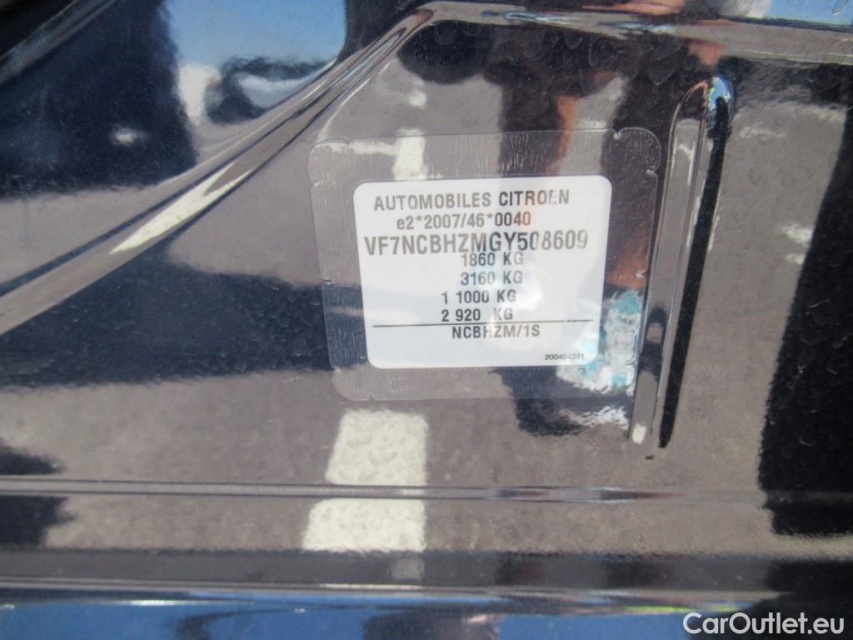 AUTOMOBILES CITROEN
e2*2007/46*0040
VF7NCBHZMGY508609
1860 KG
3160 KG
1 1000 KG
2 920 KG
NCBHZM/1S
CarOutlet.eu